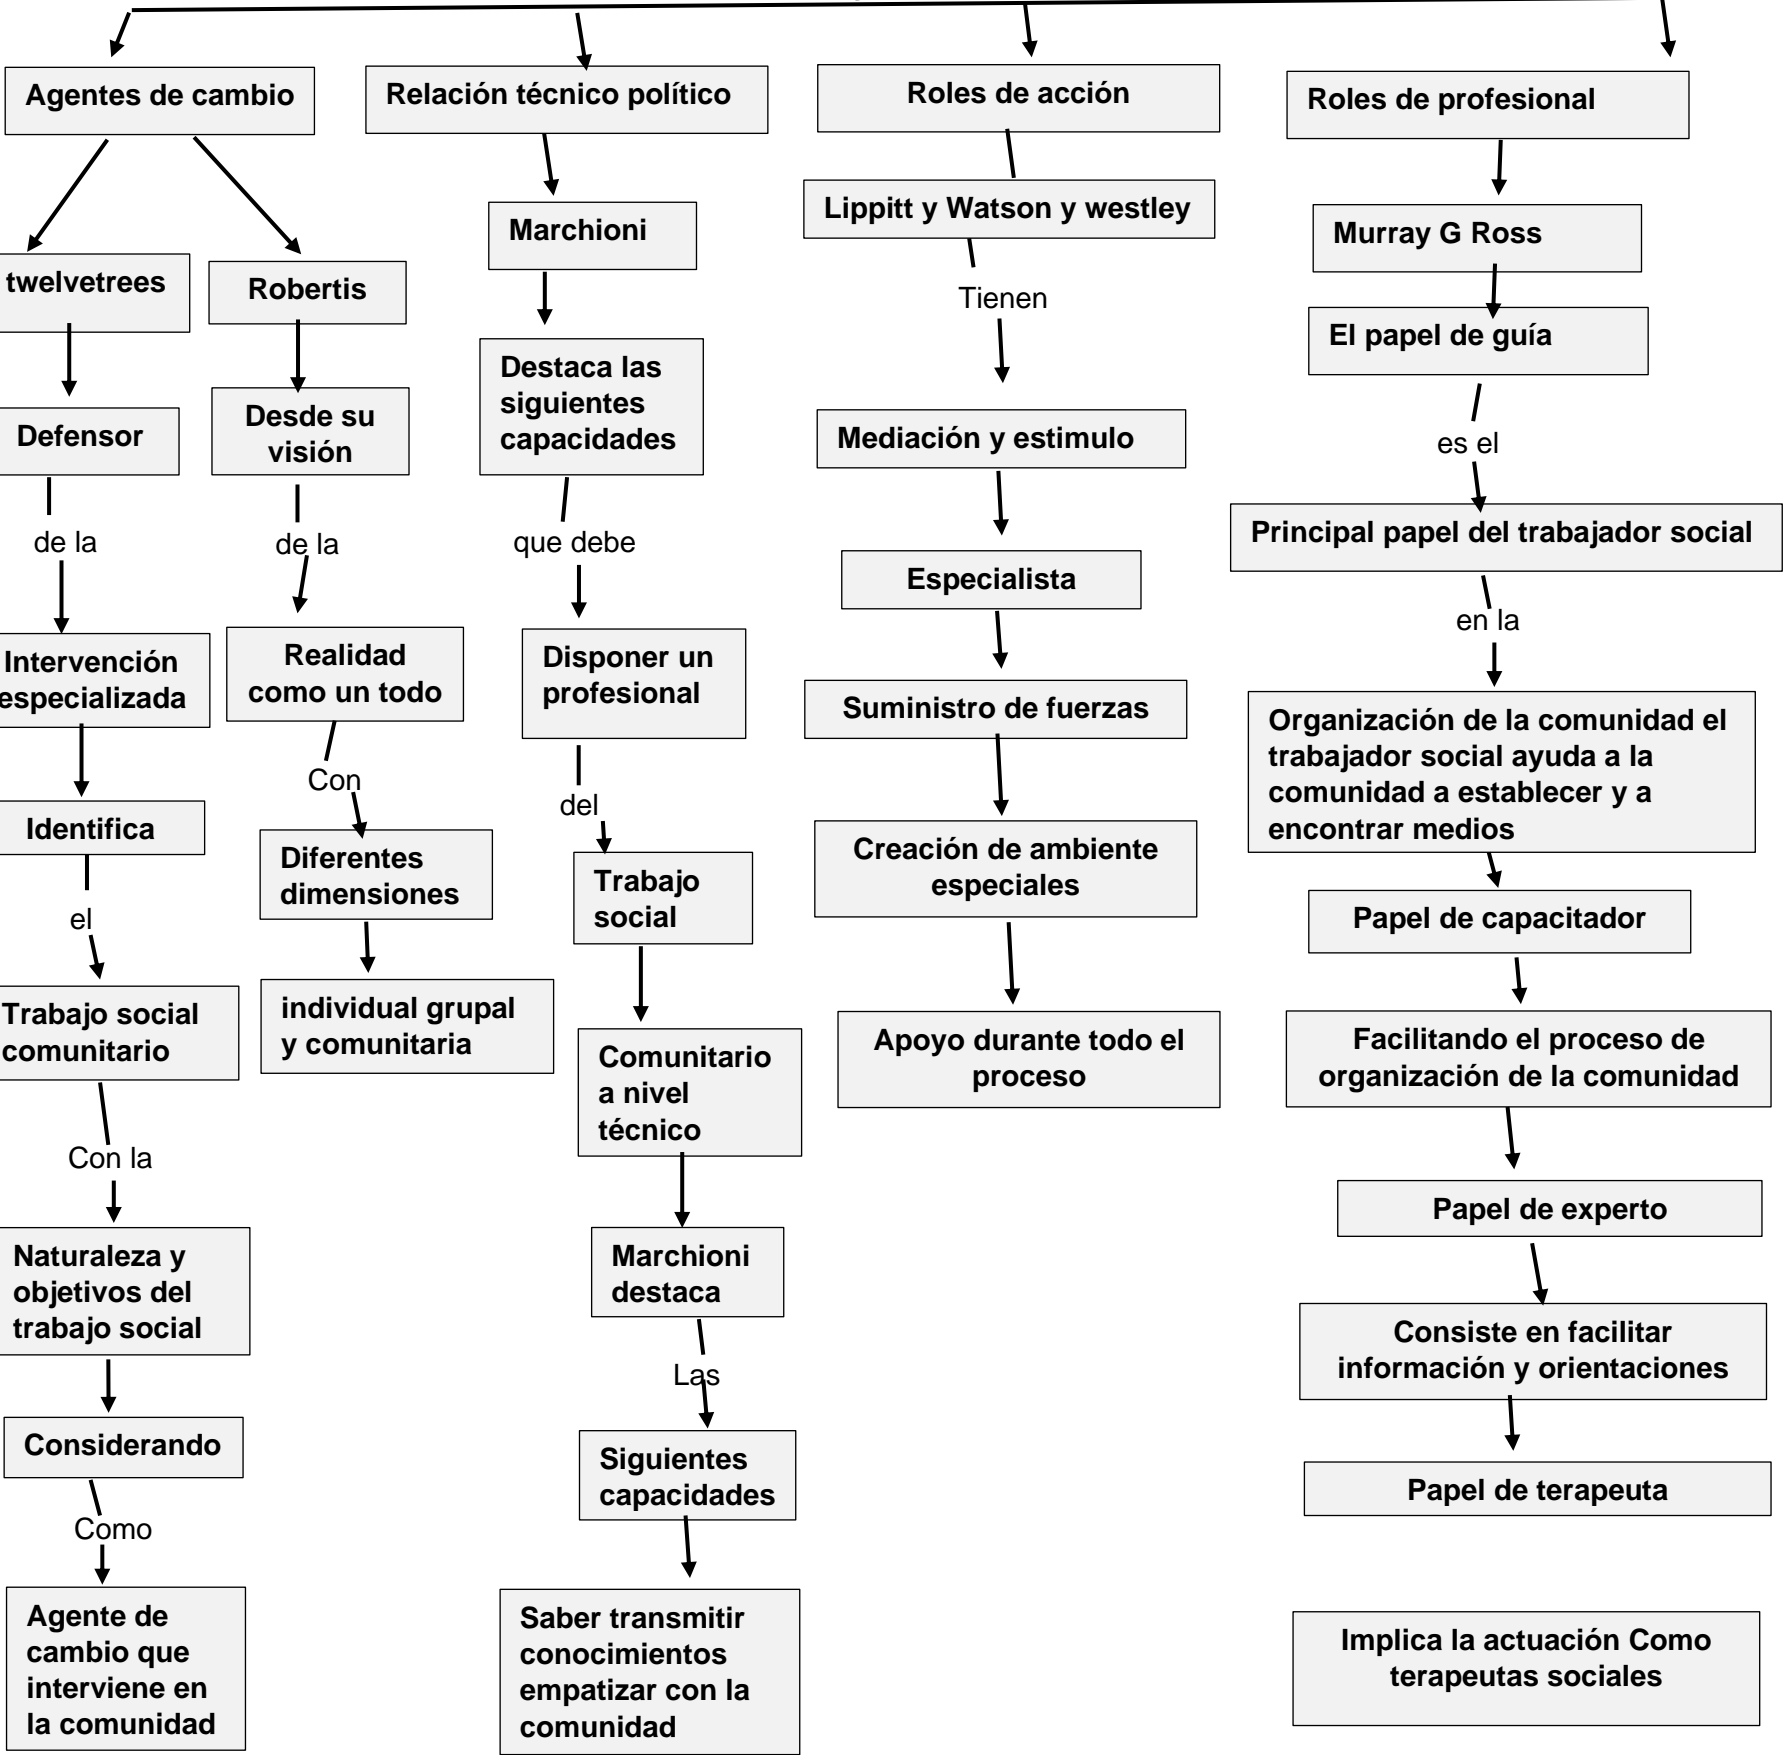 Agentes de cambio
twelvetrees
Defensor
de la
Intervención
especializada
Identifica
el
Trabajo social
comunitario
Con la
Naturaleza y
objetivos del
trabajo social
Considerando
Como
Agente de
cambio que
interviene en
la comunidad
Robertis
Desde su
visión
de la
Realidad
como un todo
Con
Diferentes
dimensiones
individual grupal
y comunitaria
Relación técnico político
Marchioni
Destaca las
siguientes
capacidades
que debe
Disponer un
profesional
del
Trabajo
social
Comunitario
a nivel
técnico
Marchioni
destaca
Las
Siguientes
capacidades
Saber transmitir
conocimientos
empatizar con la
comunidad
Roles de acción
Lippitt y Watson y westley
Tienen
Mediación y estimulo
Especialista
Suministro de fuerzas
Creación de ambiente
especiales
Apoyo durante todo el
proceso
Roles de profesional
Murray G Ross
El papel de guía
es el
Principal papel del trabajador social
en la
Organización de la comunidad el
trabajador social ayuda a la
comunidad a establecer y a
encontrar medios
Papel de capacitador
Facilitando el proceso de
organización de la comunidad
Papel de experto
Consiste en facilitar
información y orientaciones
Papel de terapeuta
Implica la actuación Como
terapeutas sociales